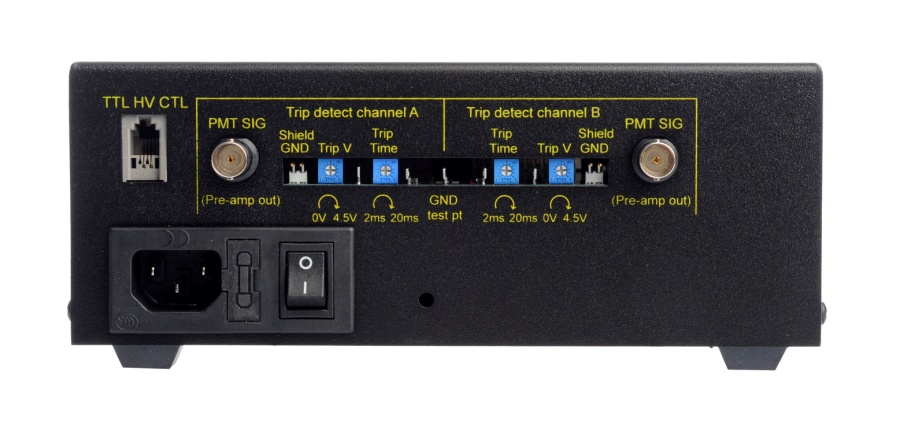 TTL HV CTL
Trip detect channel A
Trip detect channel B
PMT SIG
Shield
GND
Trip V
Trip
Time
Trip
Time
Trip V
Shield
GND
PMT SIG
(Pre-amp out)
0V 4.5V
2ms 20ms
GND
test pt
2ms 20ms
0V 4.5V
(Pre-amp out)
O
I